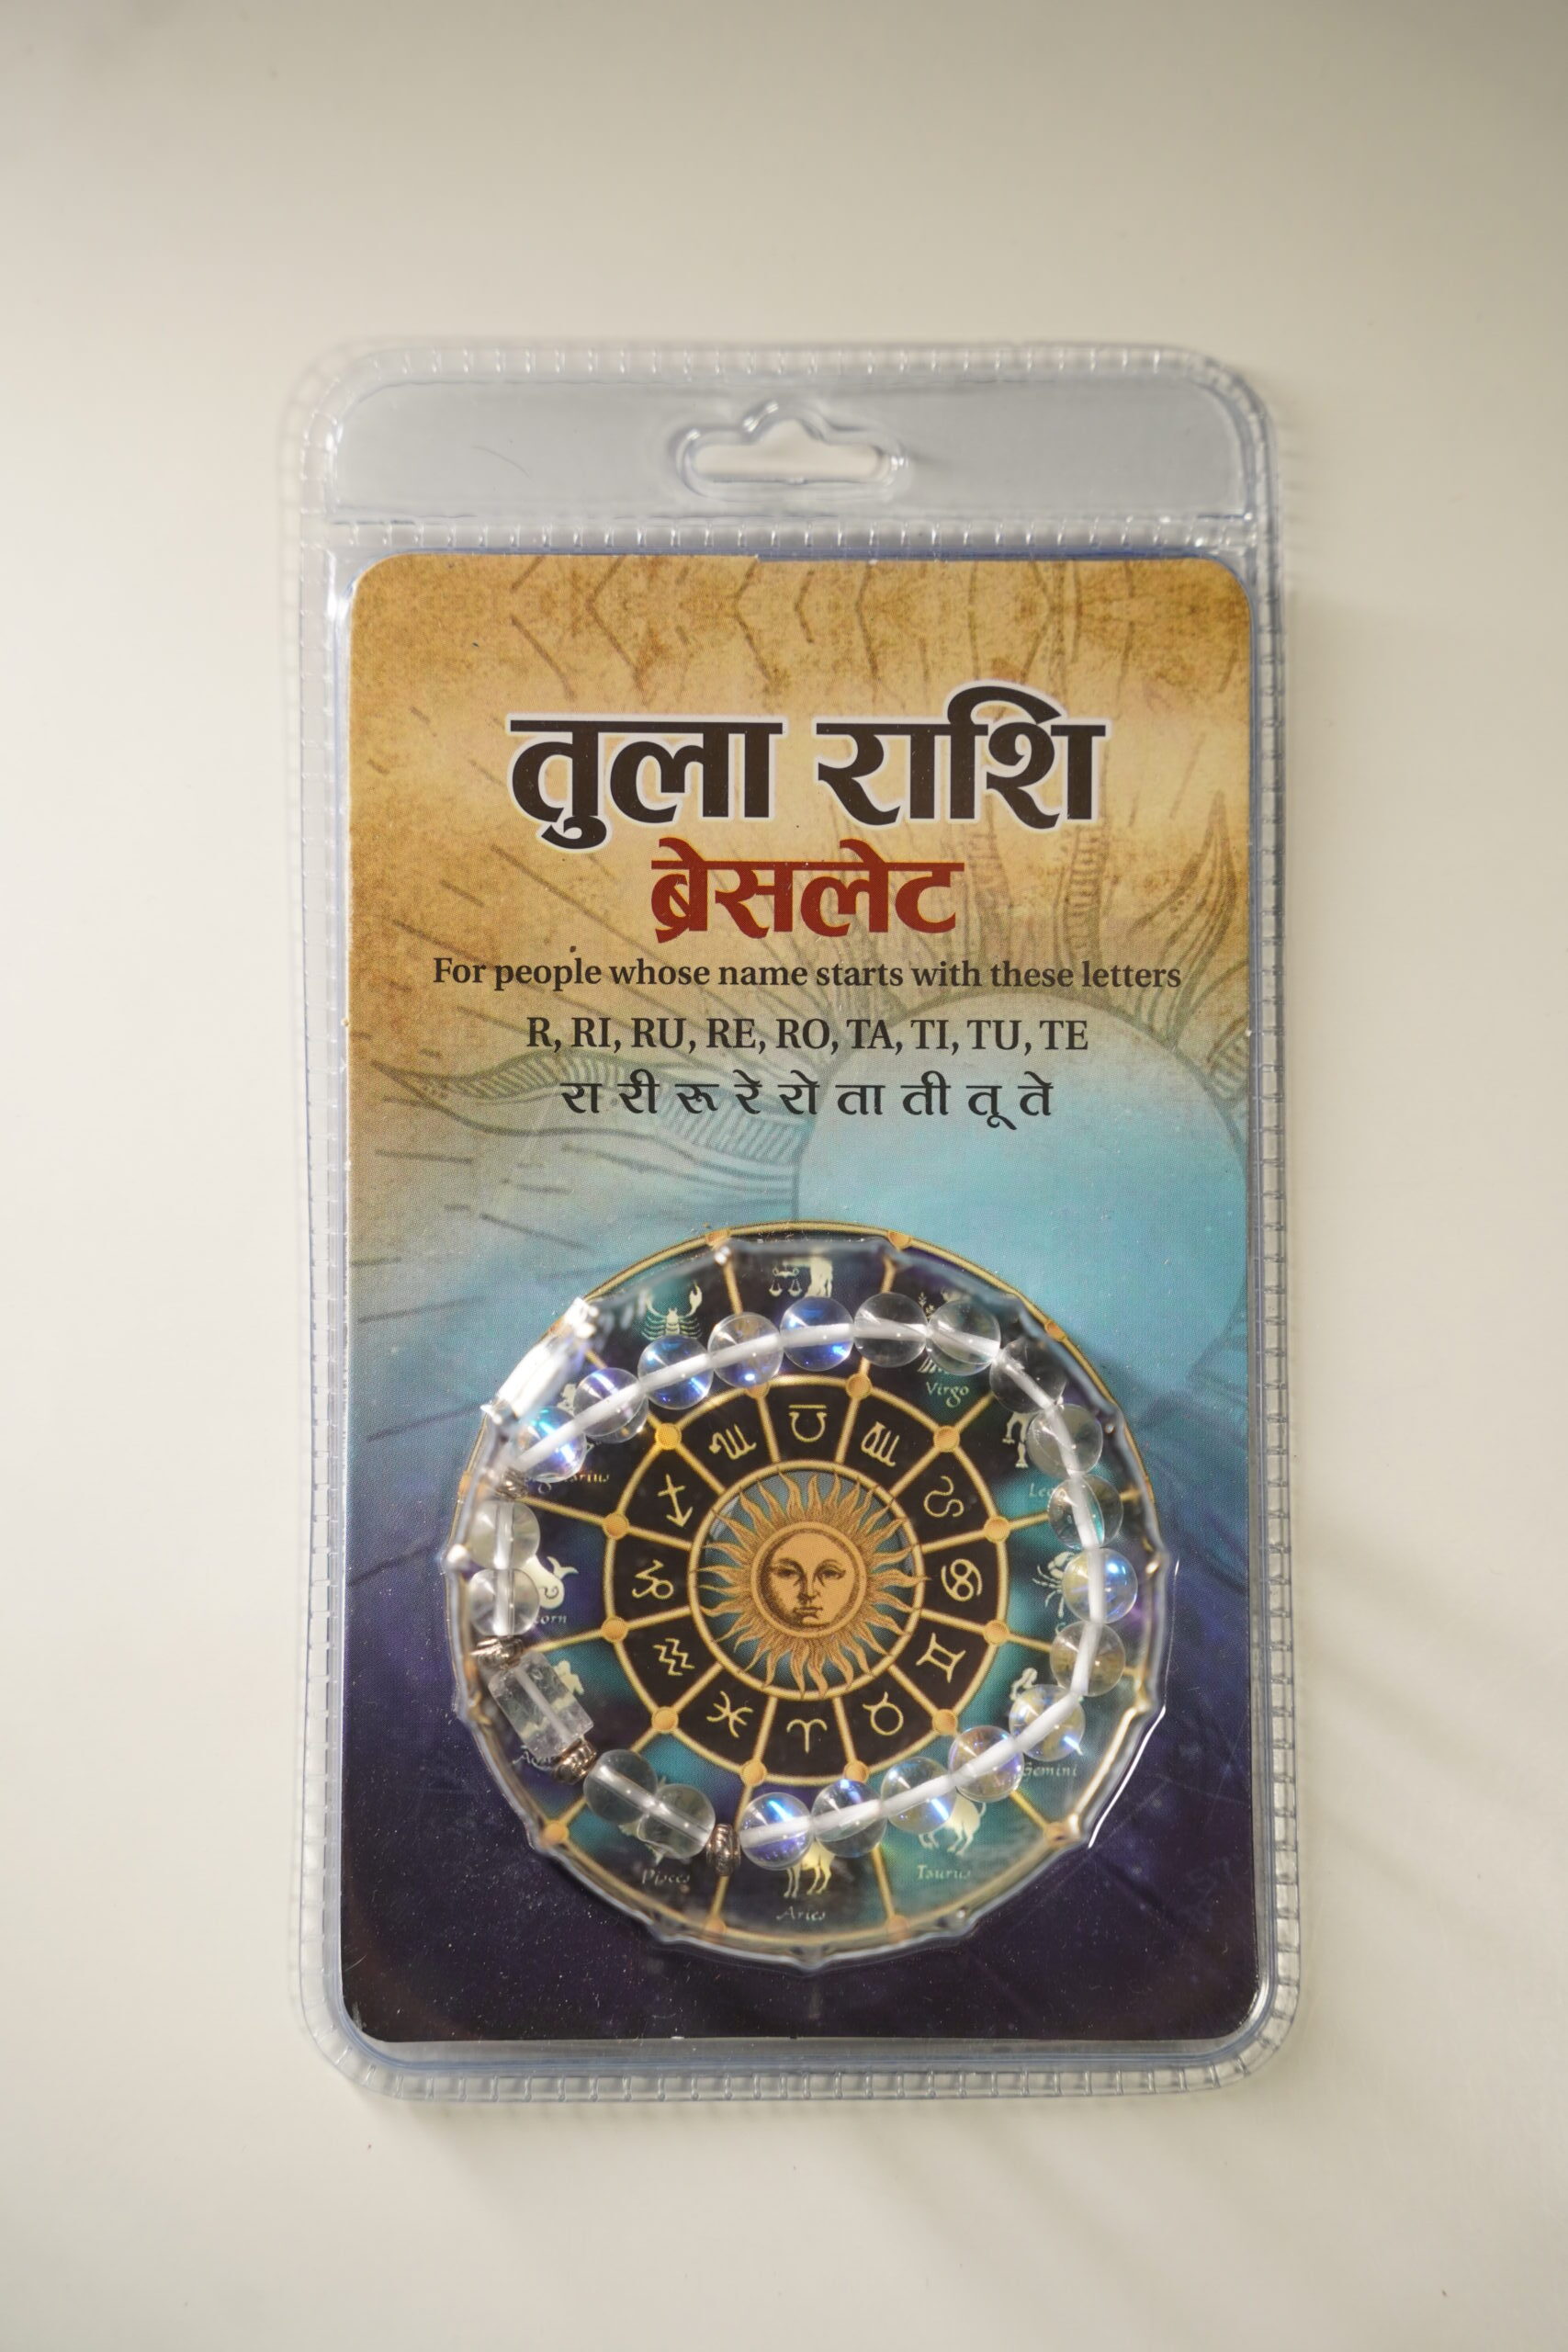 तुला राशि
ब्रेसलेट
For people whose name starts with these letters
R, RI, RU, RE, RO, TA, TI, TU, TE
रा री रू रे रो ता ती तू ते
Virgo
Gemini
Pisces
Taurus
Aries